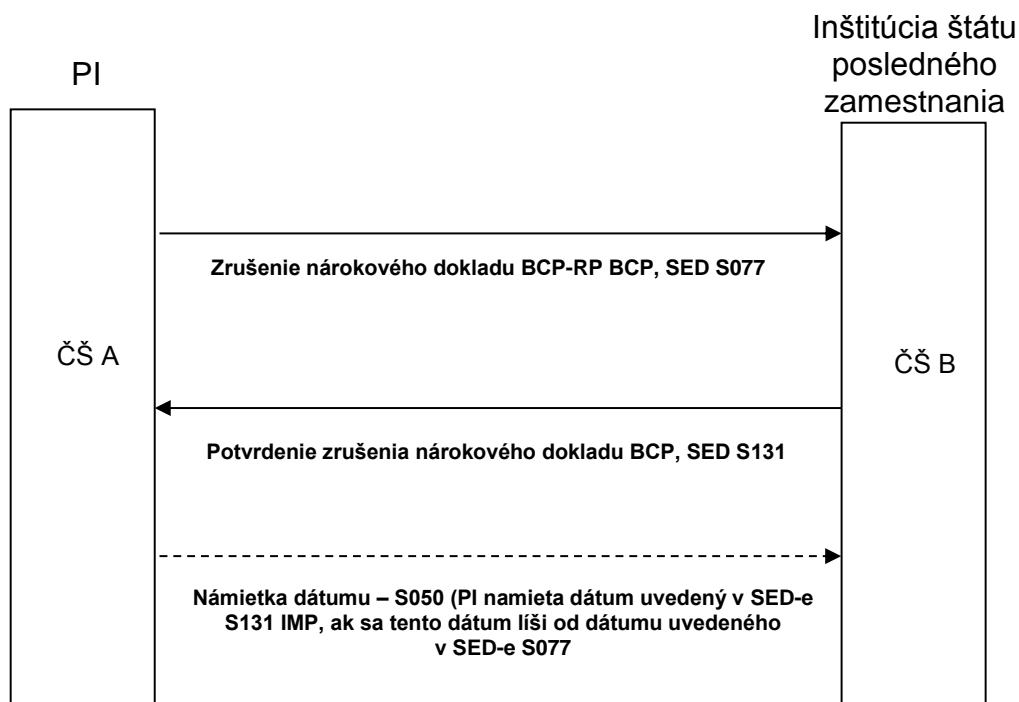 Inštitúcia štátu
posledného
zamestnania
PI
Zrušenie nárokového dokladu BCP-RP BCP, SED S077
ČŠ A
ČŠ B
Potvrdenie zrušenia nárokového dokladu BCP, SED S131
Námietka dátumu – S050 (PI namieta dátum uvedený v SED-e
S131 IMP, ak sa tento dátum líši od dátumu uvedeného
v SED-e S077